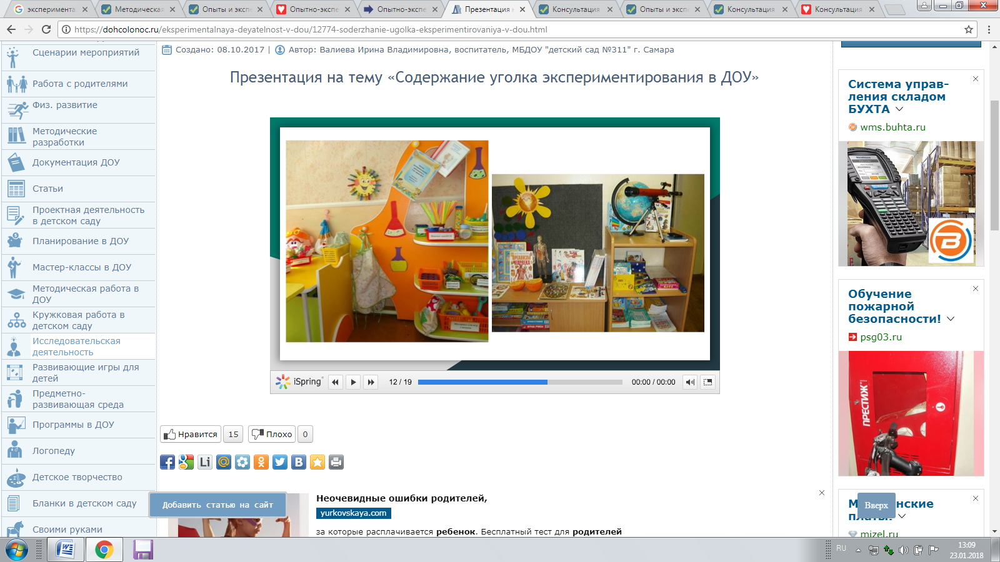 эксперимента
Методическая
Опыты и эксп
Опытно-экспе
Опытно-экспе
Презентация н
Консультация
Опыты и эксп
Консультация
Консультация
https://dohcolonoc.ru/eksperimentalnaya-deyatelnost-v-dou/12774-soderzhanie-ugolka-eksperimentirovaniya-v-dou.html
Сценарии мероприятий
Работа с родителями
Физ. развитие
Методические
разработки
Документация ДОУ
Статьи
Проектная деятельность
в детском саду
Планирование в ДОУ
Мастер-классы в ДОУ
Методическая работа в
ДОУ
Кружковая работа в
детском саду
Исследовательская
деятельность
Развивающие игры для
детей
Предметно-
развивающая среда
Программы в ДОУ
Логопеду
Детское творчество
Бланки в детском саду
Своими руками
Создано: 08.10.2017 | Автор: Валиева Ирина Владимировна, воспитатель, МБДОУ "детский сад №311" г. Самара
Презентация на тему «Содержание уголка экспериментирования в ДОУ»
ОРГАНИЗМ
ЧЕЛОВЕКА
iSpring
12 / 19
00:00 / 00:00
Нравится 15 Плохо 0
Li
Добавить статью на сайт
Неочевидные ошибки родителей,
yurkovskaya.com
за которые расплачивается ребенок. Бесплатный тест для родителей
Система управ-
ления складом
БУХТА
wms.buhta.ru
Обучение
пожарной
безопасности!
psg03.ru
ПРЕСТИЖ
Вверх
mizel.ru
RU
13:09
23.01.2018